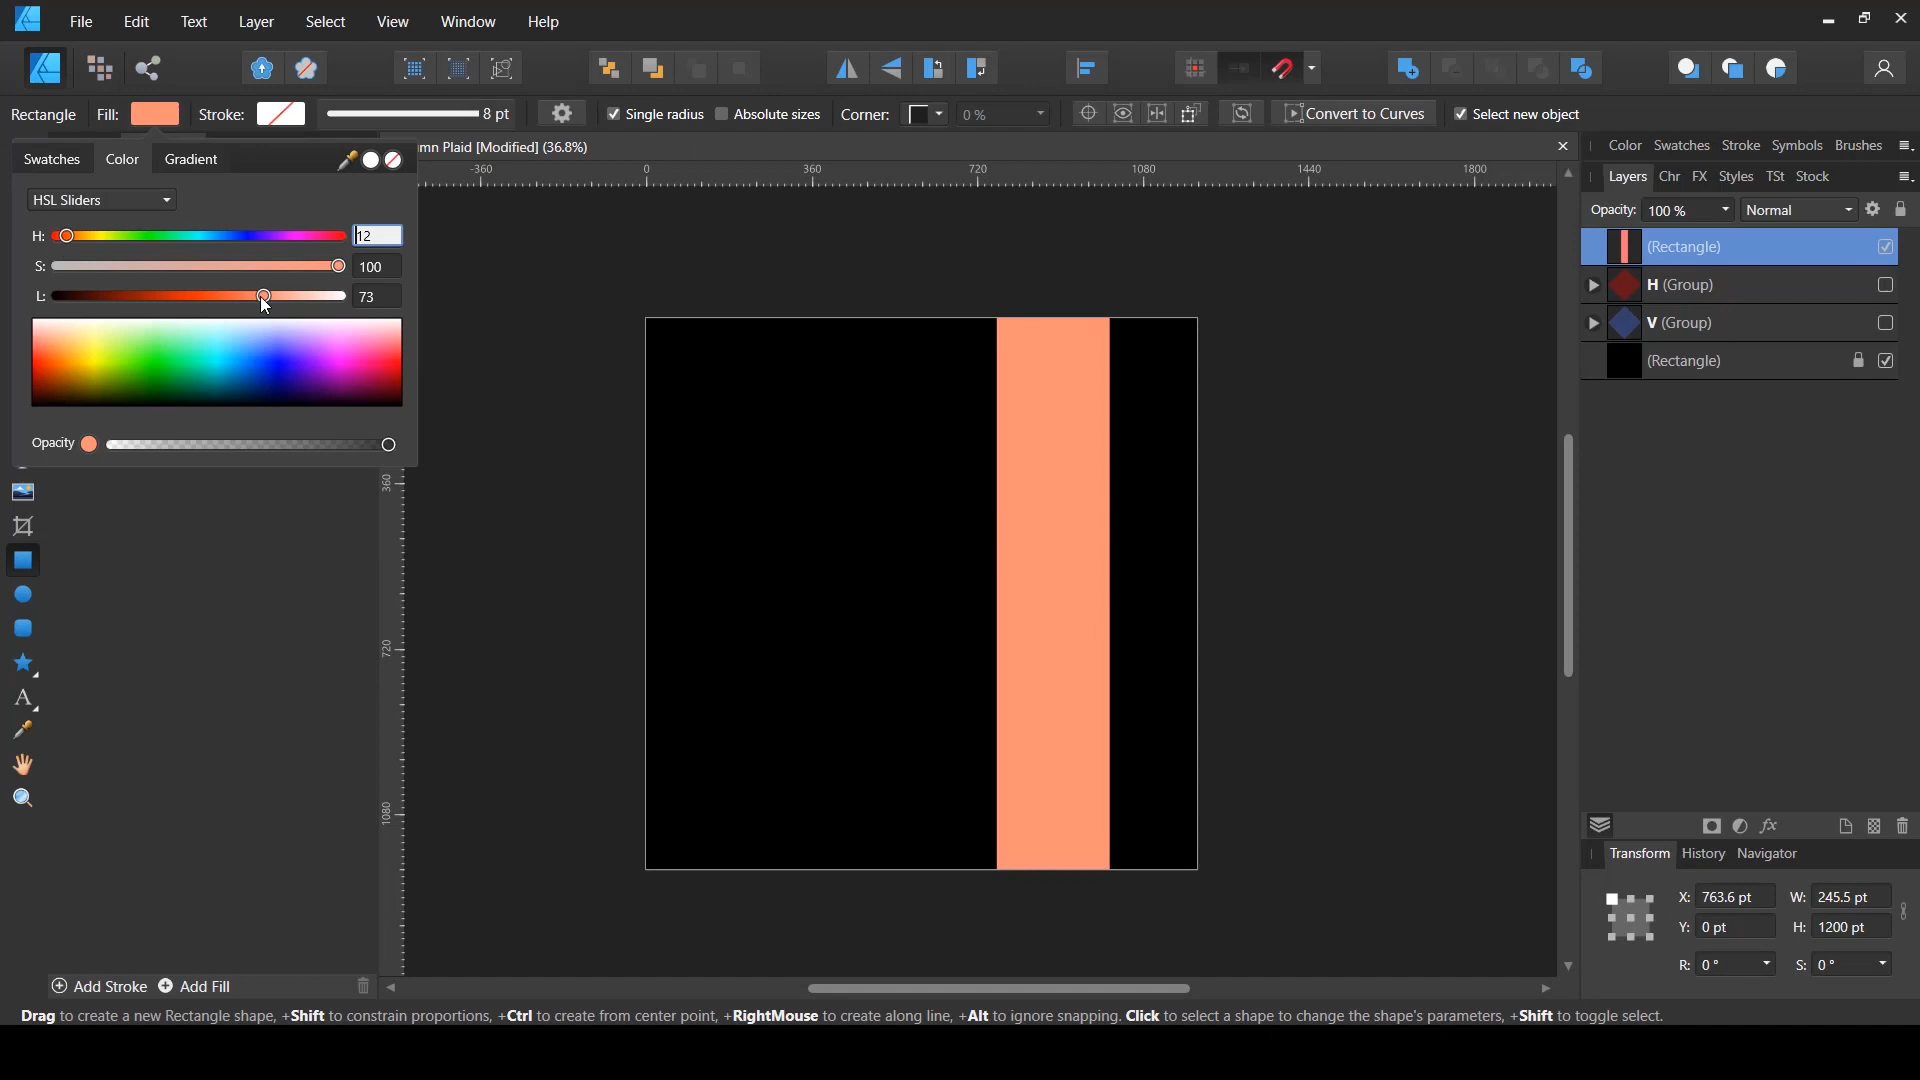 File Edit Text Layer Select View Window Help
Rectangle Fill: Stroke: 8 pt Single radius Absolute sizes Corner: 0 % Convert to Curves Select new object
Swatches Color Gradient
mn Plaid [Modified] (36.8%)
Color Swatches Stroke Symbols Brushes
-360 0 360 720 1080 1440 1800
Layers Chr FX Styles TSt Stock
HSL Sliders
Opacity: 100 % Normal
H: 12
S: 100
L: 73
(Rectangle)
H (Group)
V (Group)
(Rectangle)
Opacity
360
720
1080
Transform History Navigator
X: 763.6 pt W: 245.5 pt
Y: 0 pt H: 1200 pt
R: 0 ° S: 0 °
Add Stroke Add Fill
Drag to create a new Rectangle shape, +Shift to constrain proportions, +Ctrl to create from center point, +RightMouse to create along line, +Alt to ignore snapping. Click to select a shape to change the shape's parameters, +Shift to toggle select.